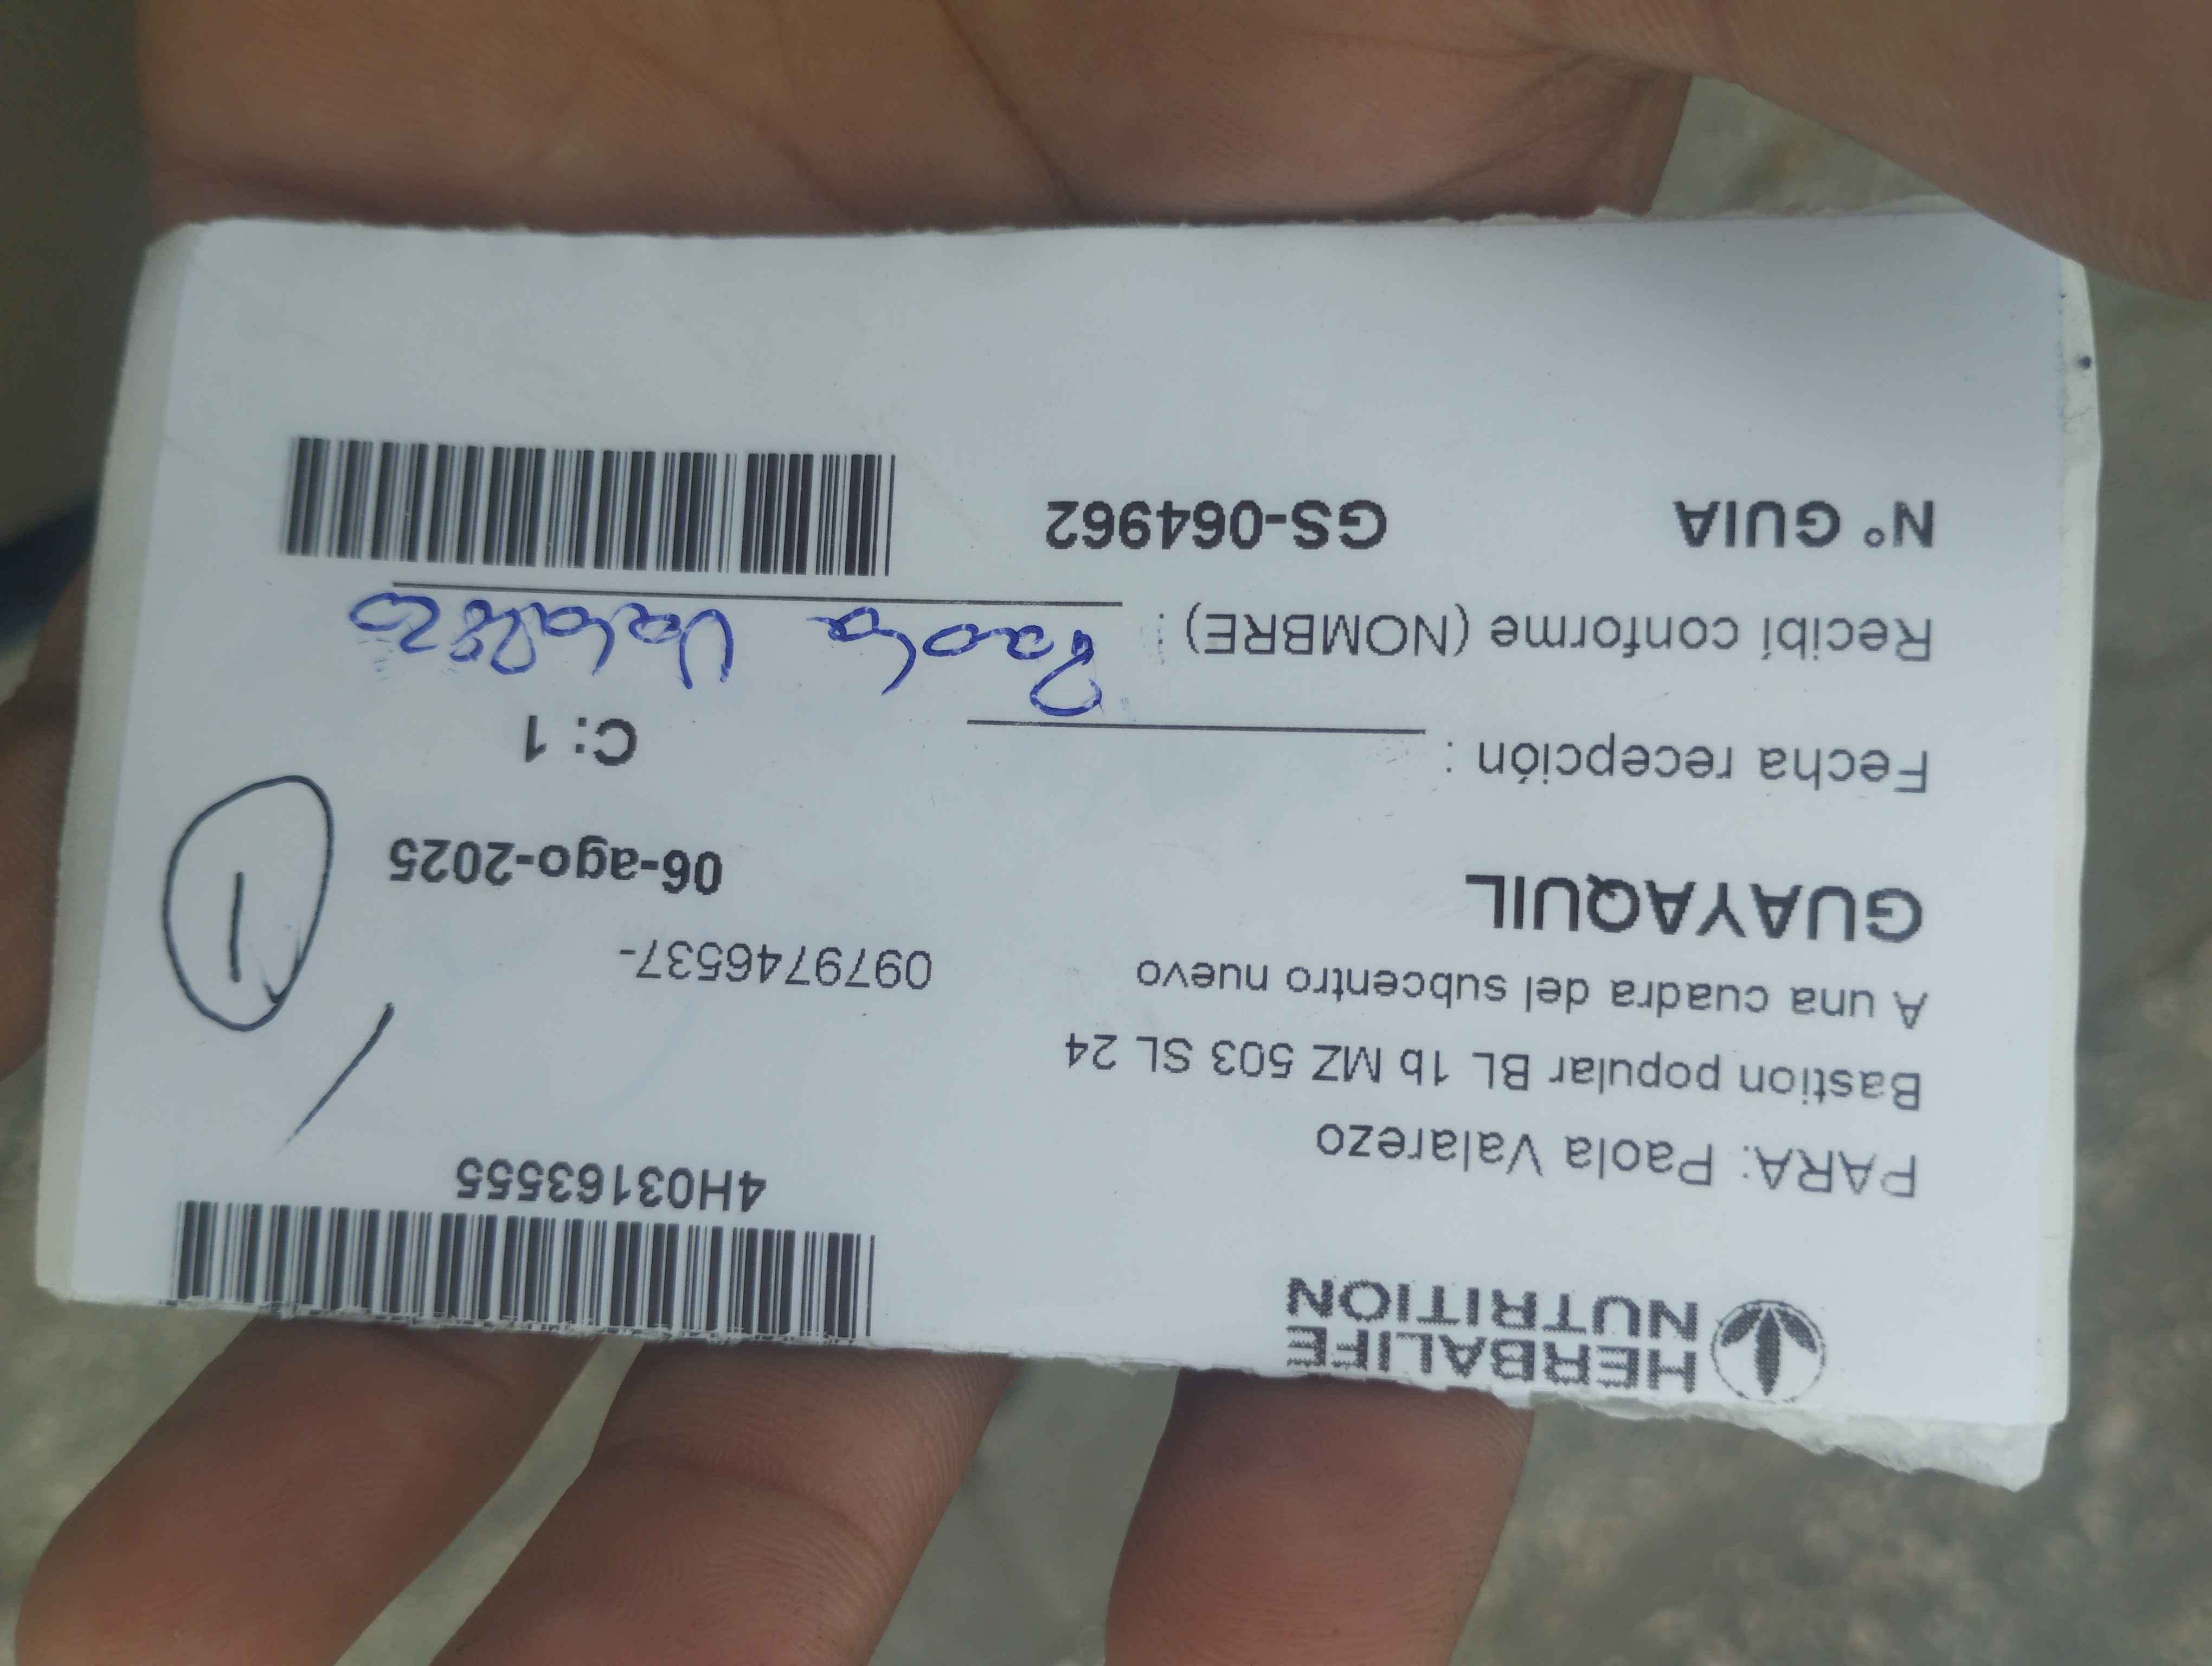 HERBALIFE
NUTRITION
4H03163555
PARA: Paola Valarezo
Bastion popular BL 1b MZ 503 SL 24
A una cuadra del subcentro nuevo
0979746537-
GUAYAQUIL
06-ago-2025
1
Fecha recepción :
C: 1
Recibí conforme (NOMBRE) : Paola Valarezo
N° GUIA GS-064962